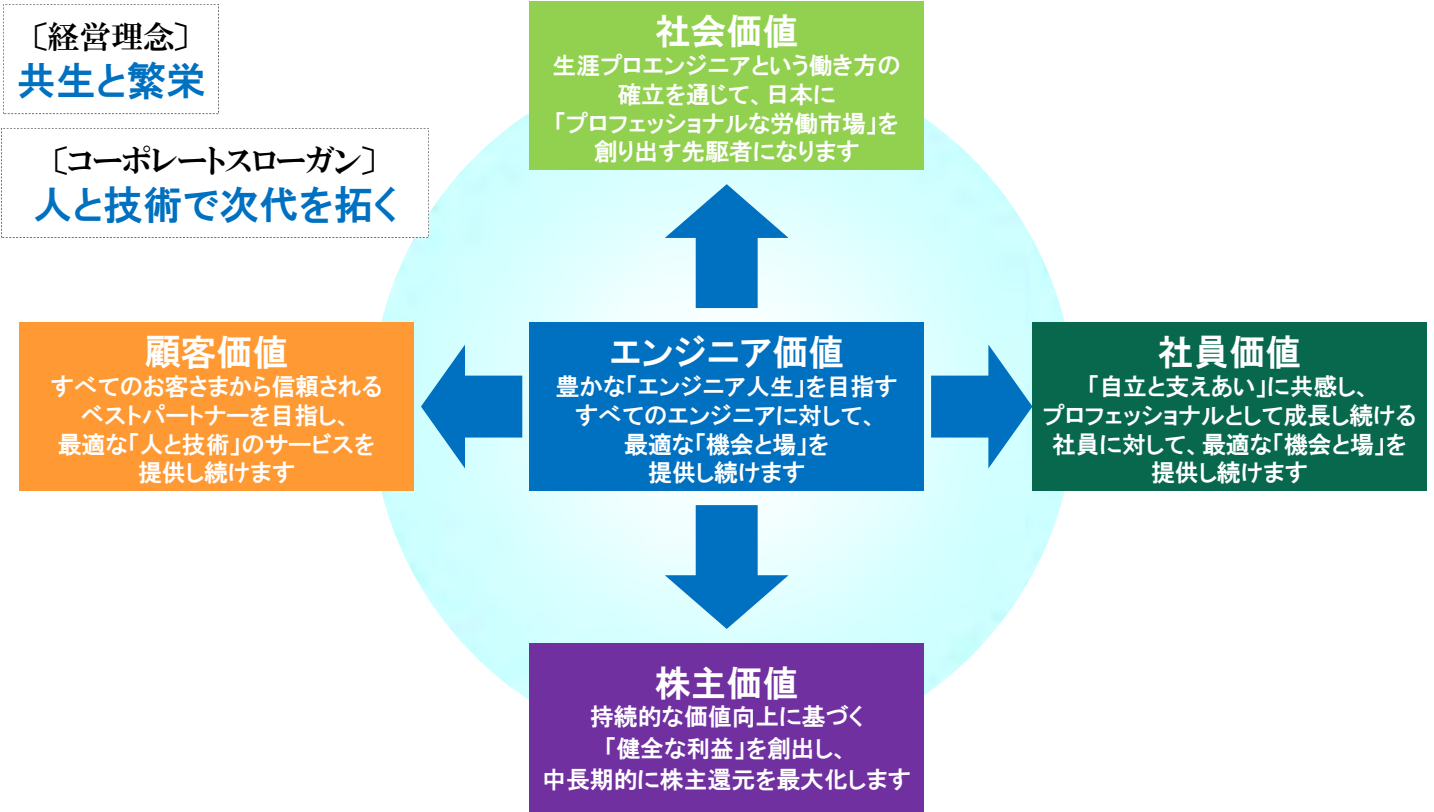 〔経営理念〕
共生と繁栄
〔コーポレートスローガン〕
人と技術で次代を拓く
社会価値
生涯プロエンジニアという働き方の
確立を通じて、日本に
「プロフェッショナルな労働市場」を
創り出す先駆者になります
顧客価値
すべてのお客さまから信頼される
ベストパートナーを目指し、
最適な「人と技術」のサービスを
提供し続けます
エンジニア価値
豊かな「エンジニア人生」を目指す
すべてのエンジニアに対して、
最適な「機会と場」を
提供し続けます
社員価値
「自立と支えあい」に共感し、
プロフェッショナルとして成長し続ける
社員に対して、最適な「機会と場」を
提供し続けます
株主価値
持続的な価値向上に基づく
「健全な利益」を創出し、
中長期的に株主還元を最大化します